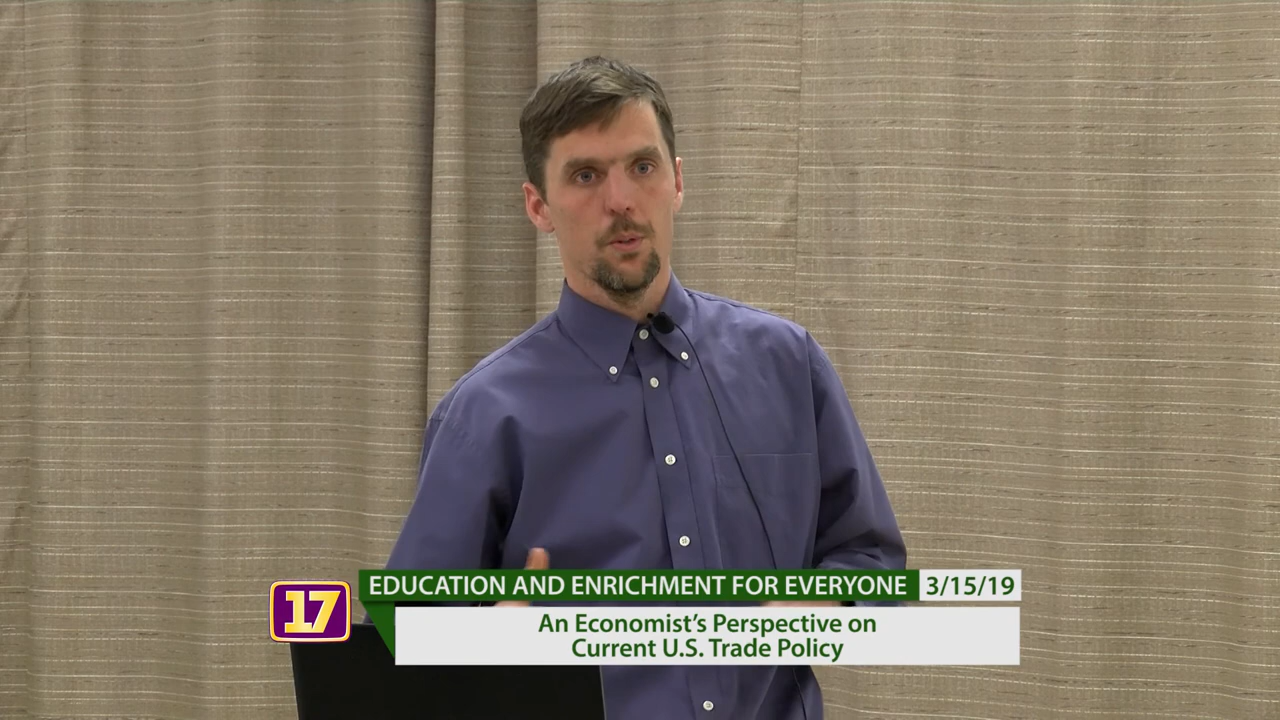 17
EDUCATION AND ENRICHMENT FOR EVERYONE 3/15/19
An Economist's Perspective on
Current U.S. Trade Policy